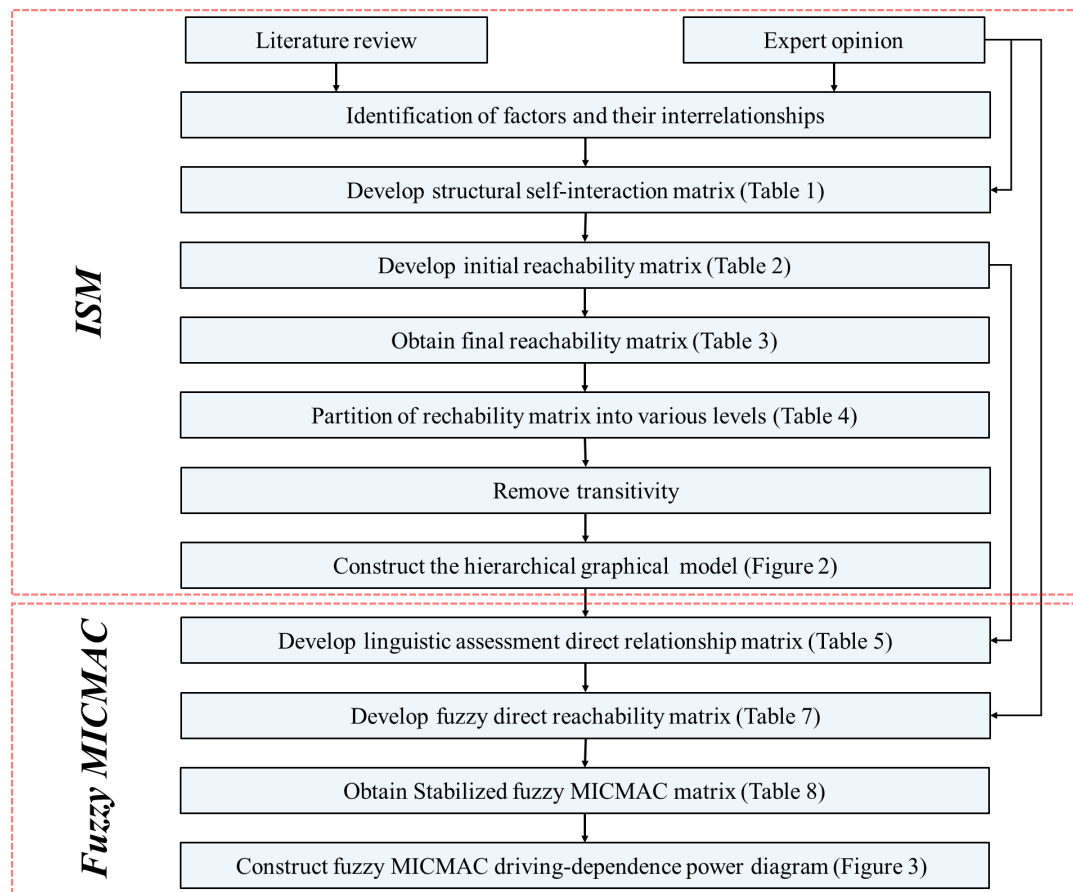 Literature review
Expert opinion
Identification of factors and their interrelationships
Develop structural self-interaction matrix (Table 1)
Develop initial reachability matrix (Table 2)
Obtain final reachability matrix (Table 3)
Partition of rechability matrix into various levels (Table 4)
Remove transitivity
Construct the hierarchical graphical model (Figure 2)
ISM
Develop linguistic assessment direct relationship matrix (Table 5)
Develop fuzzy direct reachability matrix (Table 7)
Obtain Stabilized fuzzy MICMAC matrix (Table 8)
Construct fuzzy MICMAC driving-dependence power diagram (Figure 3)
Fuzzy MICMAC